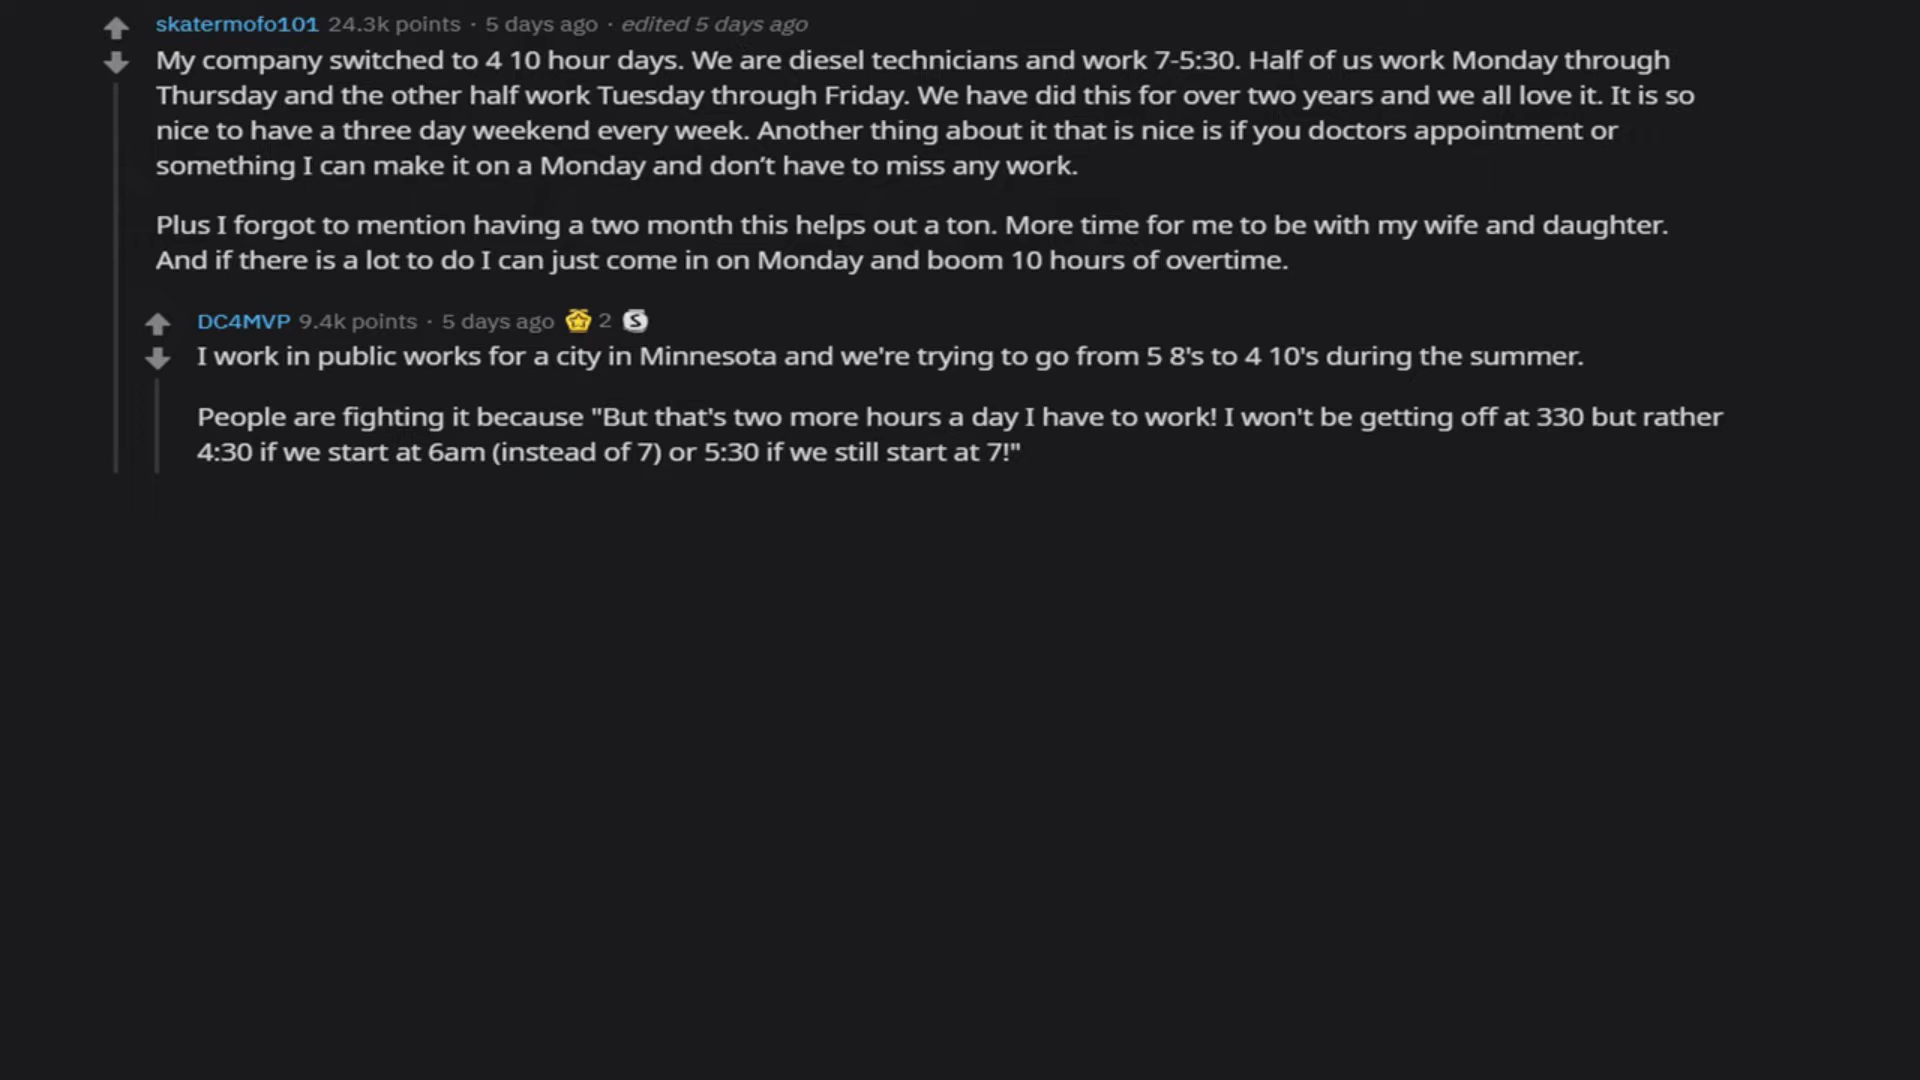 skatermofo101 24.3k points · 5 days ago · edited 5 days ago
My company switched to 4 10 hour days. We are diesel technicians and work 7-5:30. Half of us work Monday through
Thursday and the other half work Tuesday through Friday. We have did this for over two years and we all love it. It is so
nice to have a three day weekend every week. Another thing about it that is nice is if you doctors appointment or
something I can make it on a Monday and don’t have to miss any work.
Plus I forgot to mention having a two month this helps out a ton. More time for me to be with my wife and daughter.
And if there is a lot to do I can just come in on Monday and boom 10 hours of overtime.
DC4MVP 9.4k points · 5 days ago 2 S
I work in public works for a city in Minnesota and we're trying to go from 5 8's to 4 10's during the summer.
People are fighting it because "But that's two more hours a day I have to work! I won't be getting off at 330 but rather
4:30 if we start at 6am (instead of 7) or 5:30 if we still start at 7!"